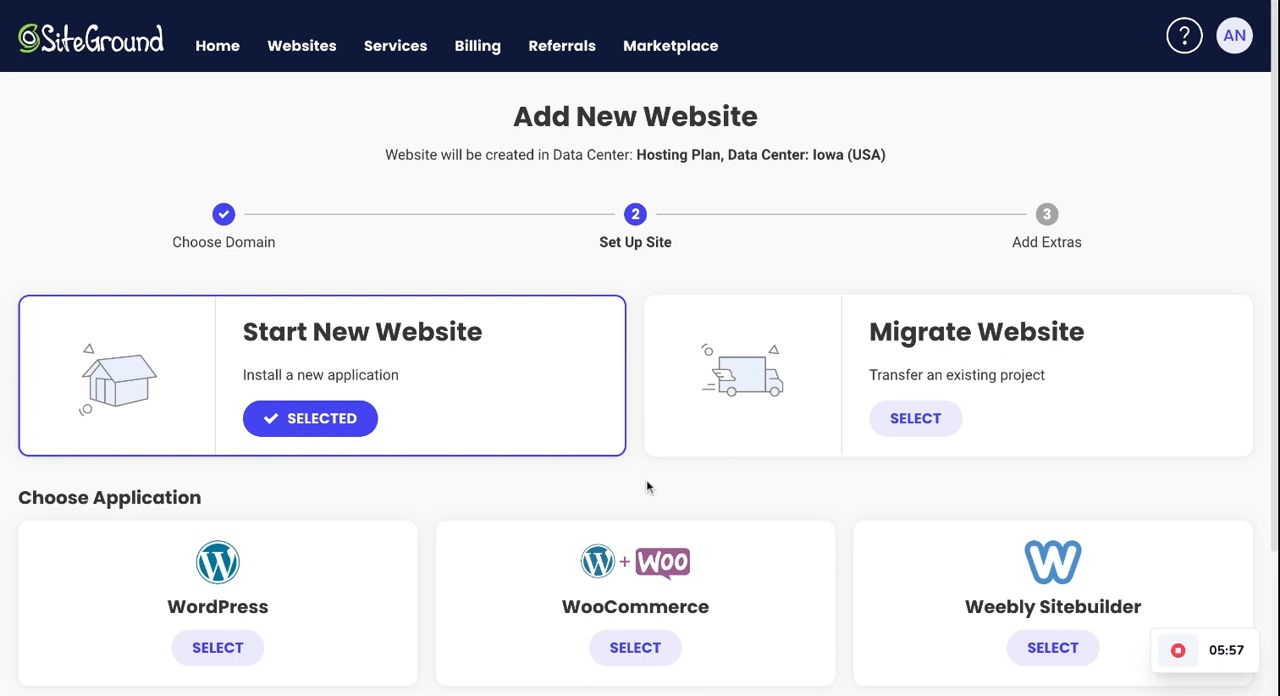 SiteGround Home Websites Services Billing Referrals Marketplace ? AN
Add New Website
Website will be created in Data Center: Hosting Plan, Data Center: Iowa (USA)
2 3
Choose Domain Set Up Site Add Extras
Start New Website
Install a new application
SELECTED
Migrate Website
Transfer an existing project
SELECT
Choose Application
W W + WOO W
WordPress WooCommerce Weebly Sitebuilder
SELECT SELECT SELECT
05:57